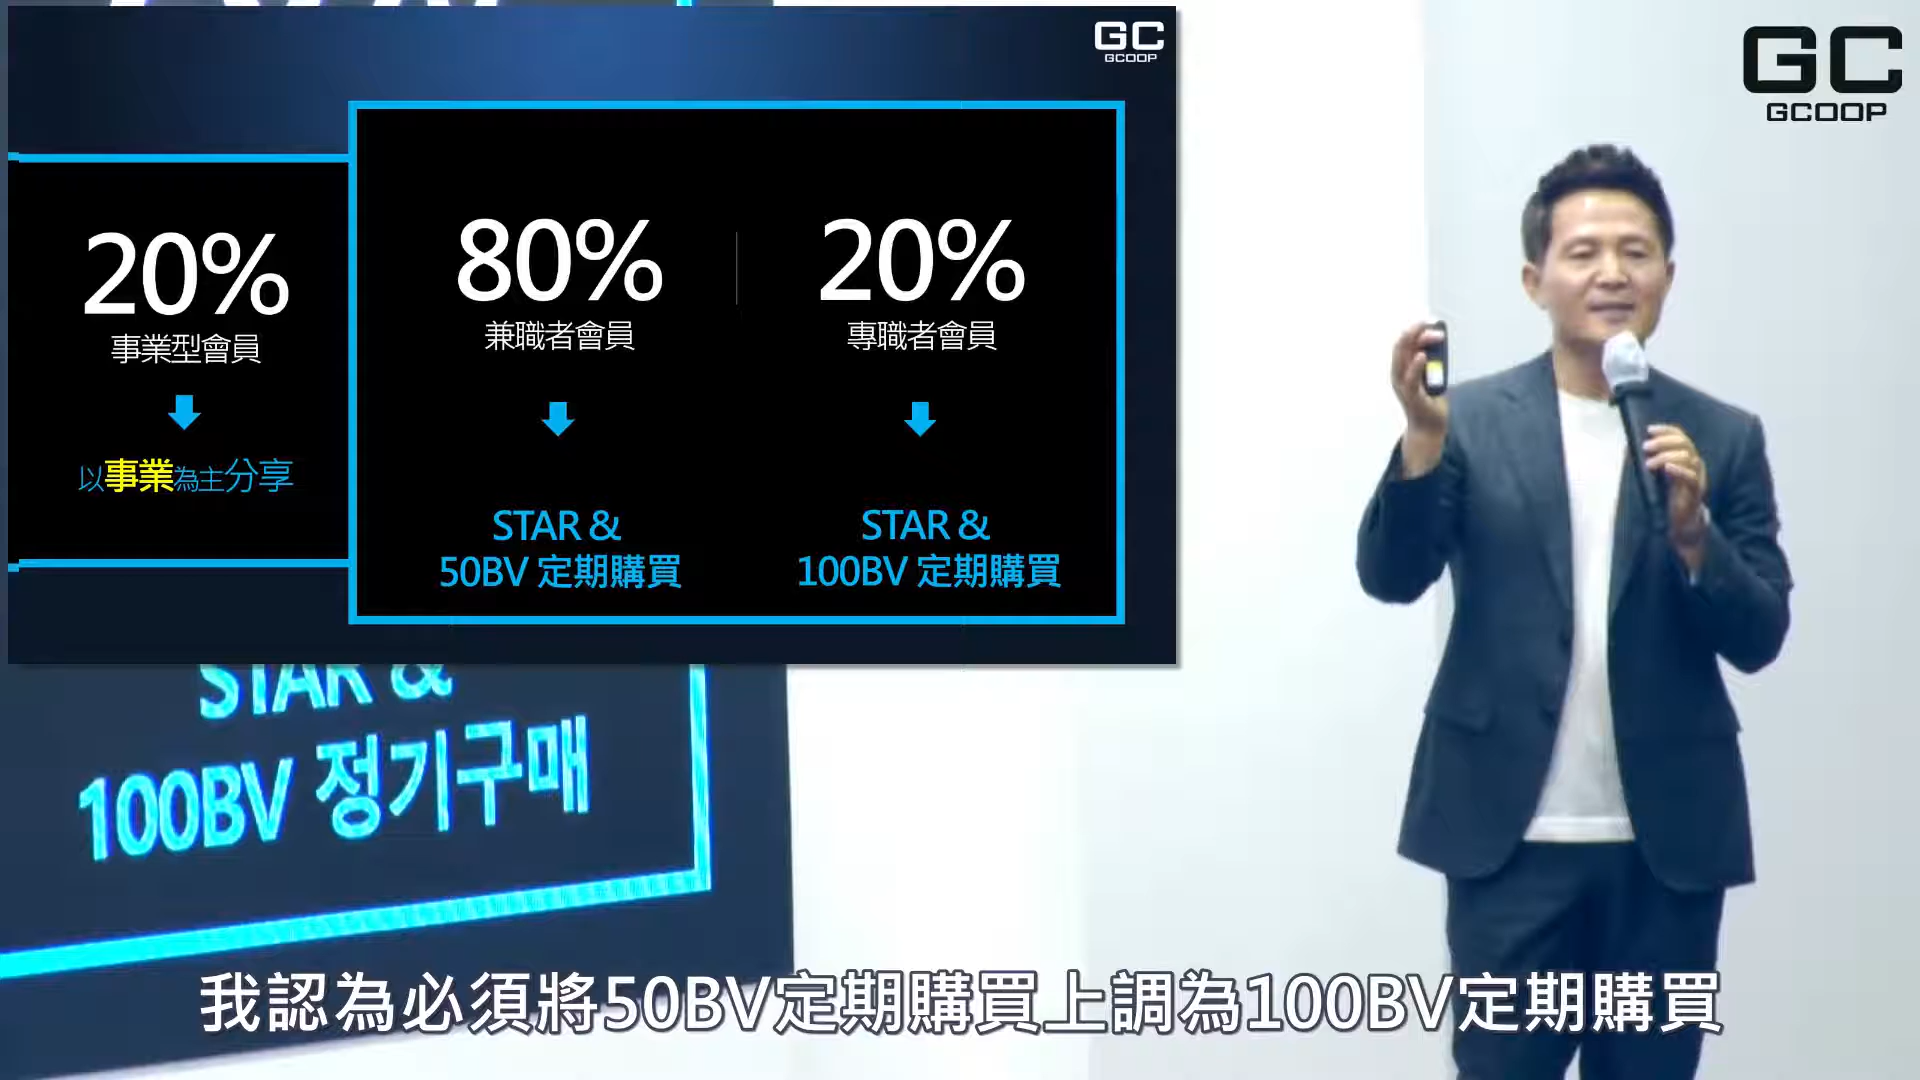 GC
GCOOP
20%
事業型會員
以事業為主分享
80%
兼職者會員
STAR &
50BV 定期購買
20%
專職者會員
STAR &
100BV 定期購買
GC
GCOOP
STAR &
100BV 정기구매
我認為必須將50BV定期購買上調為100BV定期購買